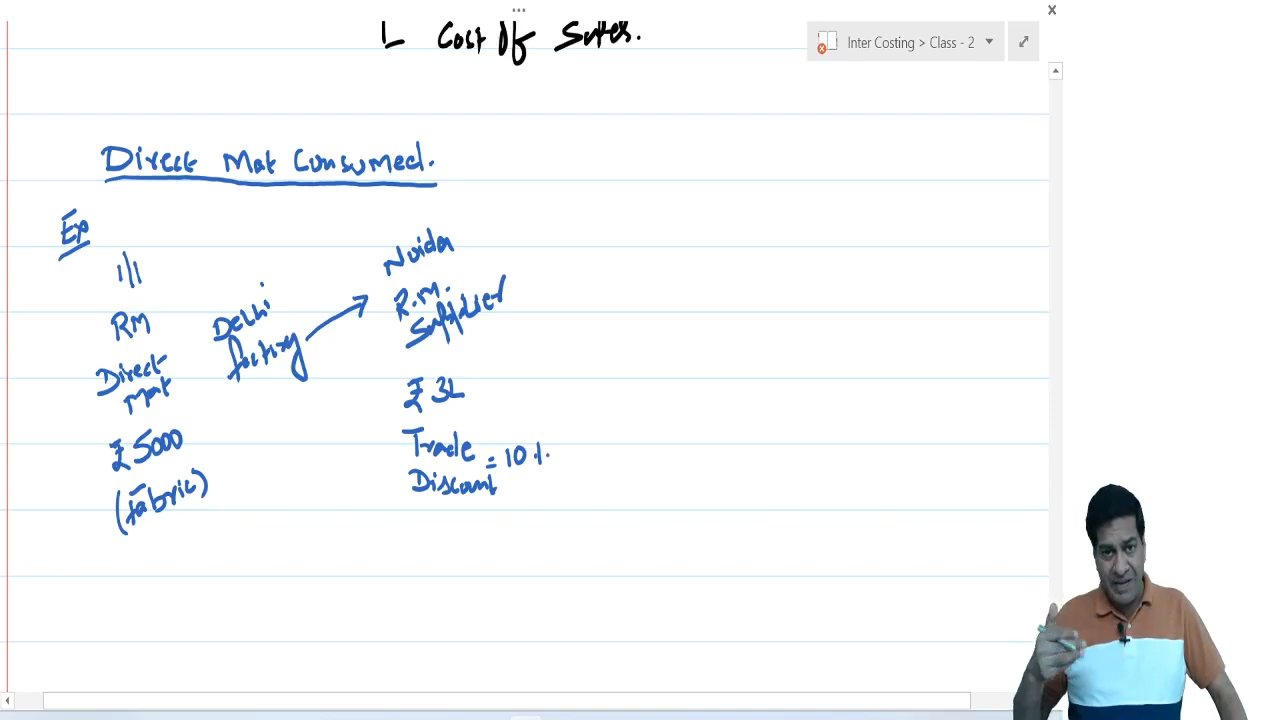 L Cost Of Sales.
Inter Costing > Class - 2
Direct Mat Consumed.
Ex
1/1
RM
Direct
Mat
₹5000
(Fabric)
Delhi
factory
Noida
R.M.
Supplier
₹ 3L
Trade
Discount = 10%